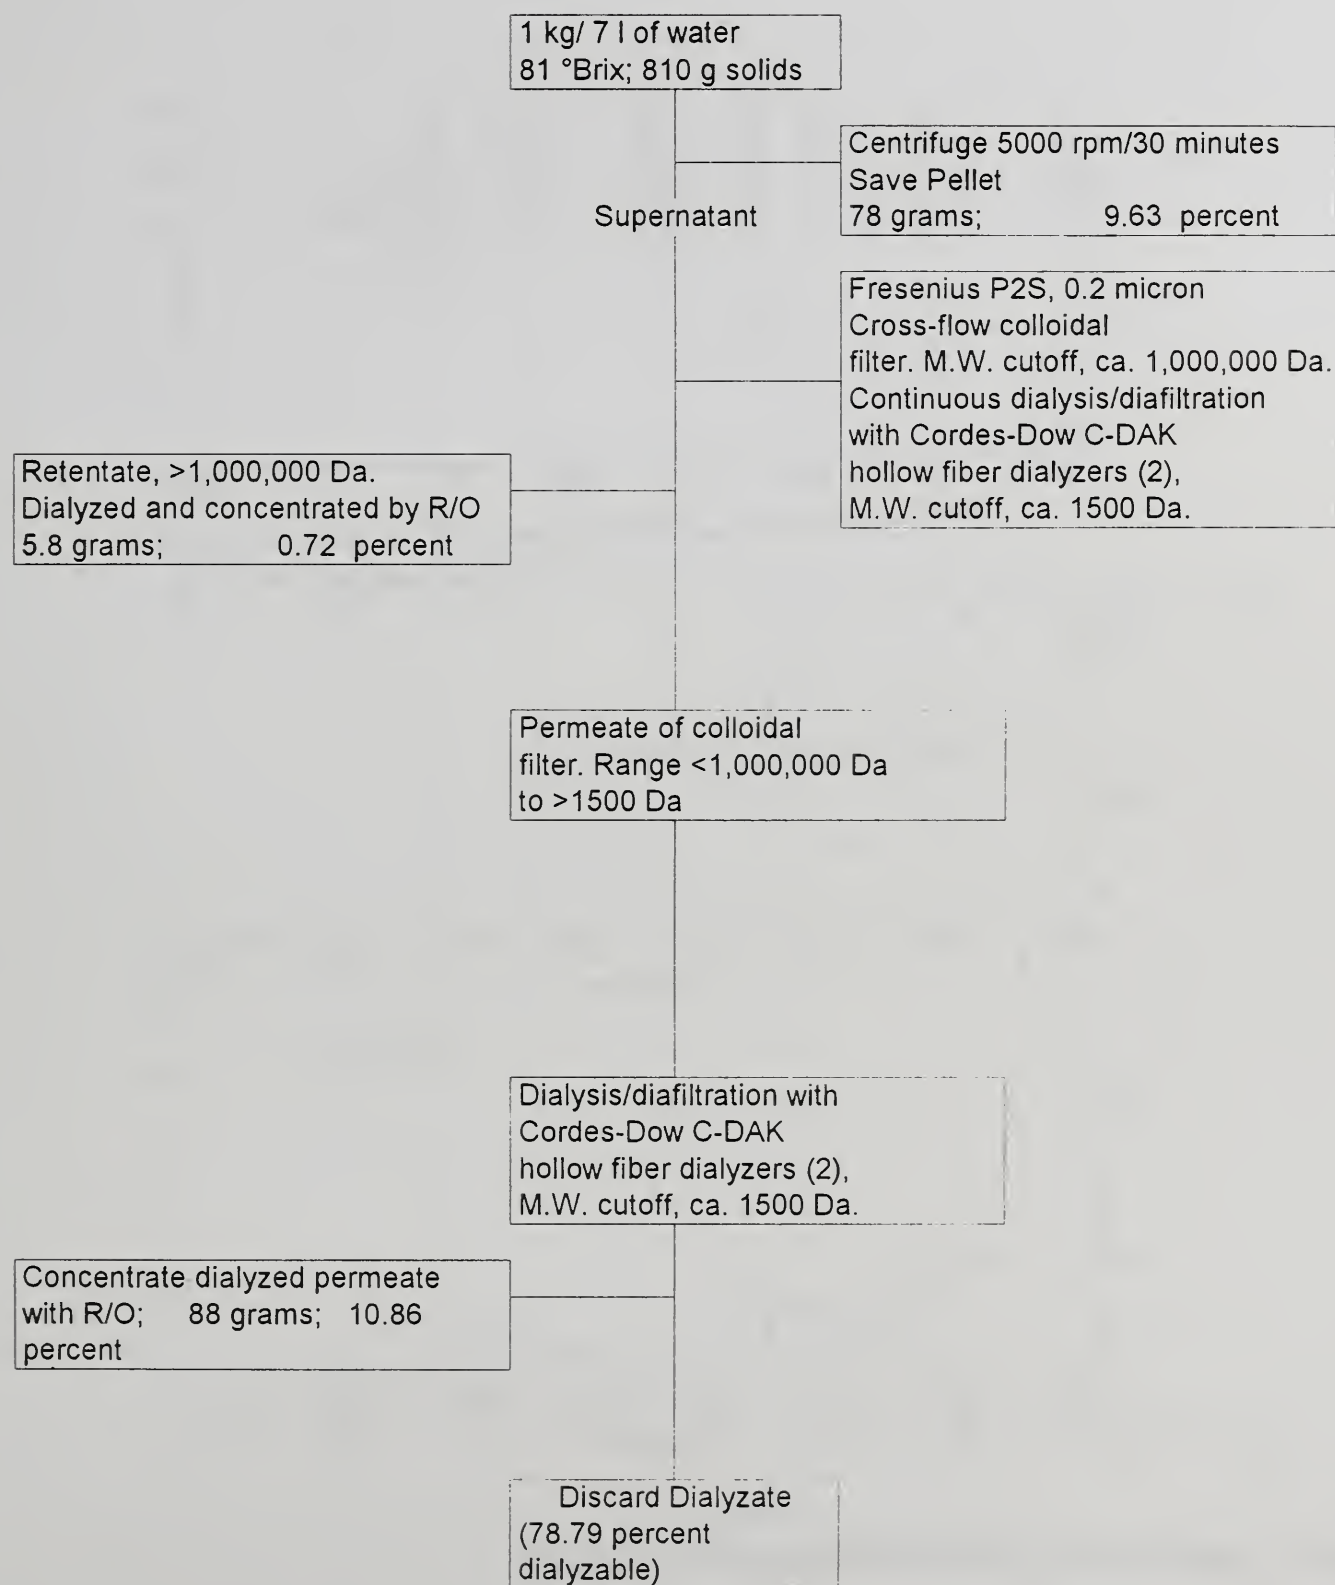 1 kg/ 7 l of water
81 °Brix; 810 g solids
Centrifuge 5000 rpm/30 minutes
Save Pellet
78 grams; 9.63 percent
Supernatant
Fresenius P2S, 0.2 micron
Cross-flow colloidal
filter. M.W. cutoff, ca. 1,000,000 Da.
Continuous dialysis/diafiltration
with Cordes-Dow C-DAK
hollow fiber dialyzers (2),
M.W. cutoff, ca. 1500 Da.
Retentate, >1,000,000 Da.
Dialyzed and concentrated by R/O
5.8 grams; 0.72 percent
Permeate of colloidal
filter. Range <1,000,000 Da
to >1500 Da
Dialysis/diafiltration with
Cordes-Dow C-DAK
hollow fiber dialyzers (2),
M.W. cutoff, ca. 1500 Da.
Concentrate dialyzed permeate
with R/O; 88 grams; 10.86
percent
Discard Dialyzate
(78.79 percent
dialyzable)